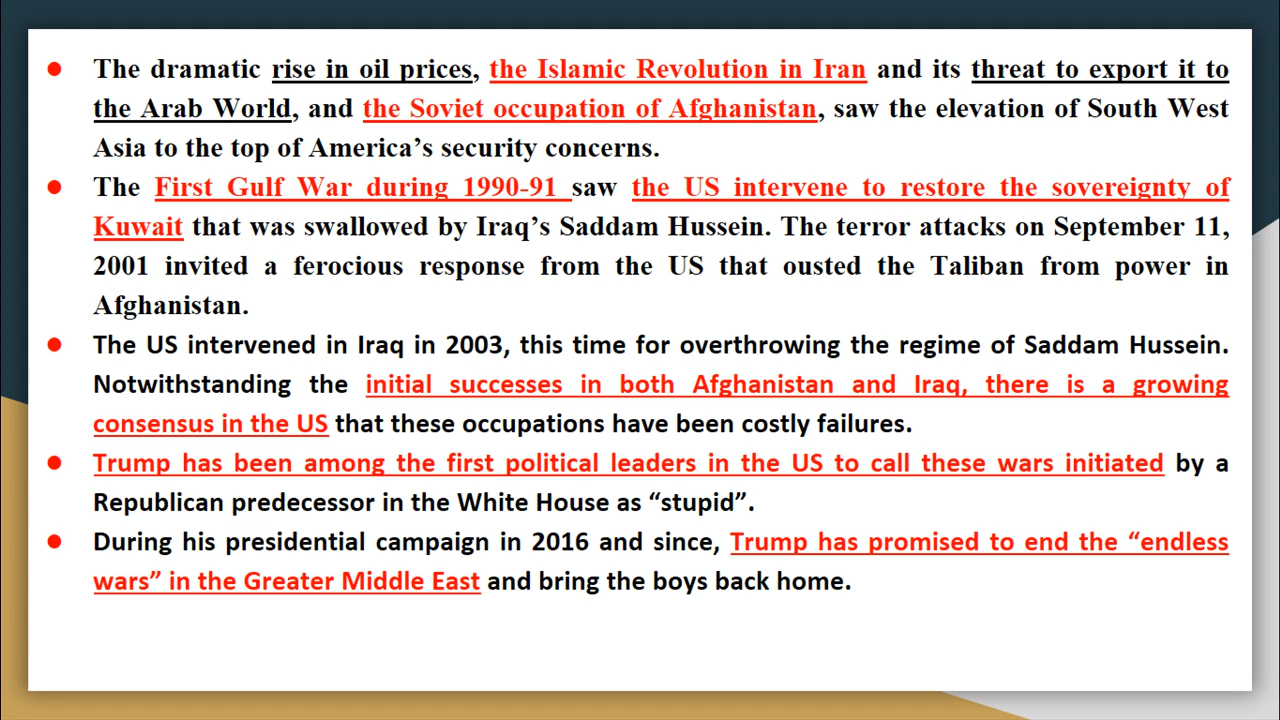 ● The dramatic rise in oil prices, the Islamic Revolution in Iran and its threat to export it to
the Arab World, and the Soviet occupation of Afghanistan, saw the elevation of South West
Asia to the top of America’s security concerns.
● The First Gulf War during 1990-91 saw the US intervene to restore the sovereignty of
Kuwait that was swallowed by Iraq’s Saddam Hussein. The terror attacks on September 11,
2001 invited a ferocious response from the US that ousted the Taliban from power in
Afghanistan.
● The US intervened in Iraq in 2003, this time for overthrowing the regime of Saddam Hussein.
Notwithstanding the initial successes in both Afghanistan and Iraq, there is a growing
consensus in the US that these occupations have been costly failures.
● Trump has been among the first political leaders in the US to call these wars initiated by a
Republican predecessor in the White House as “stupid”.
● During his presidential campaign in 2016 and since, Trump has promised to end the “endless
wars” in the Greater Middle East and bring the boys back home.